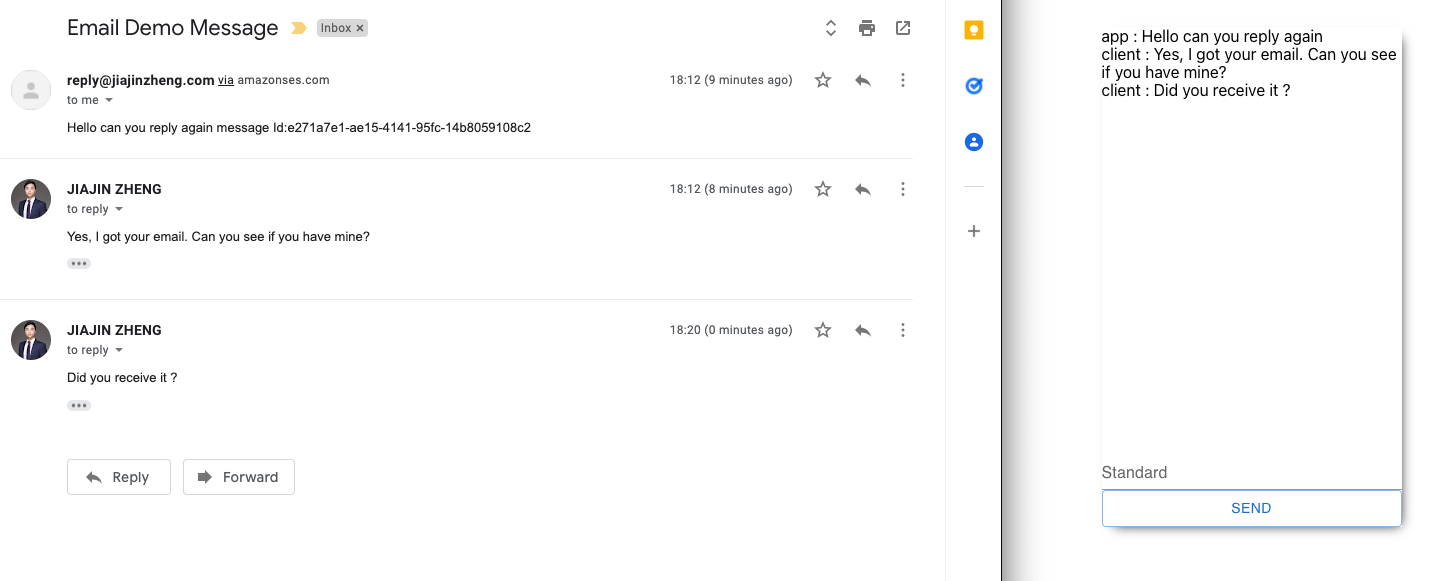 Email Demo Message Inbox ×
reply@jiajinzheng.com via amazonses.com 18:12 (9 minutes ago)
to me
Hello can you reply again message Id:e271a7e1-ae15-4141-95fc-14b8059108c2
JIAJIN ZHENG 18:12 (8 minutes ago)
to reply
Yes, I got your email. Can you see if you have mine?
JIAJIN ZHENG 18:20 (0 minutes ago)
to reply
Did you receive it ?
Reply Forward
app : Hello can you reply again
client : Yes, I got your email. Can you see
if you have mine?
client : Did you receive it ?
Standard
SEND